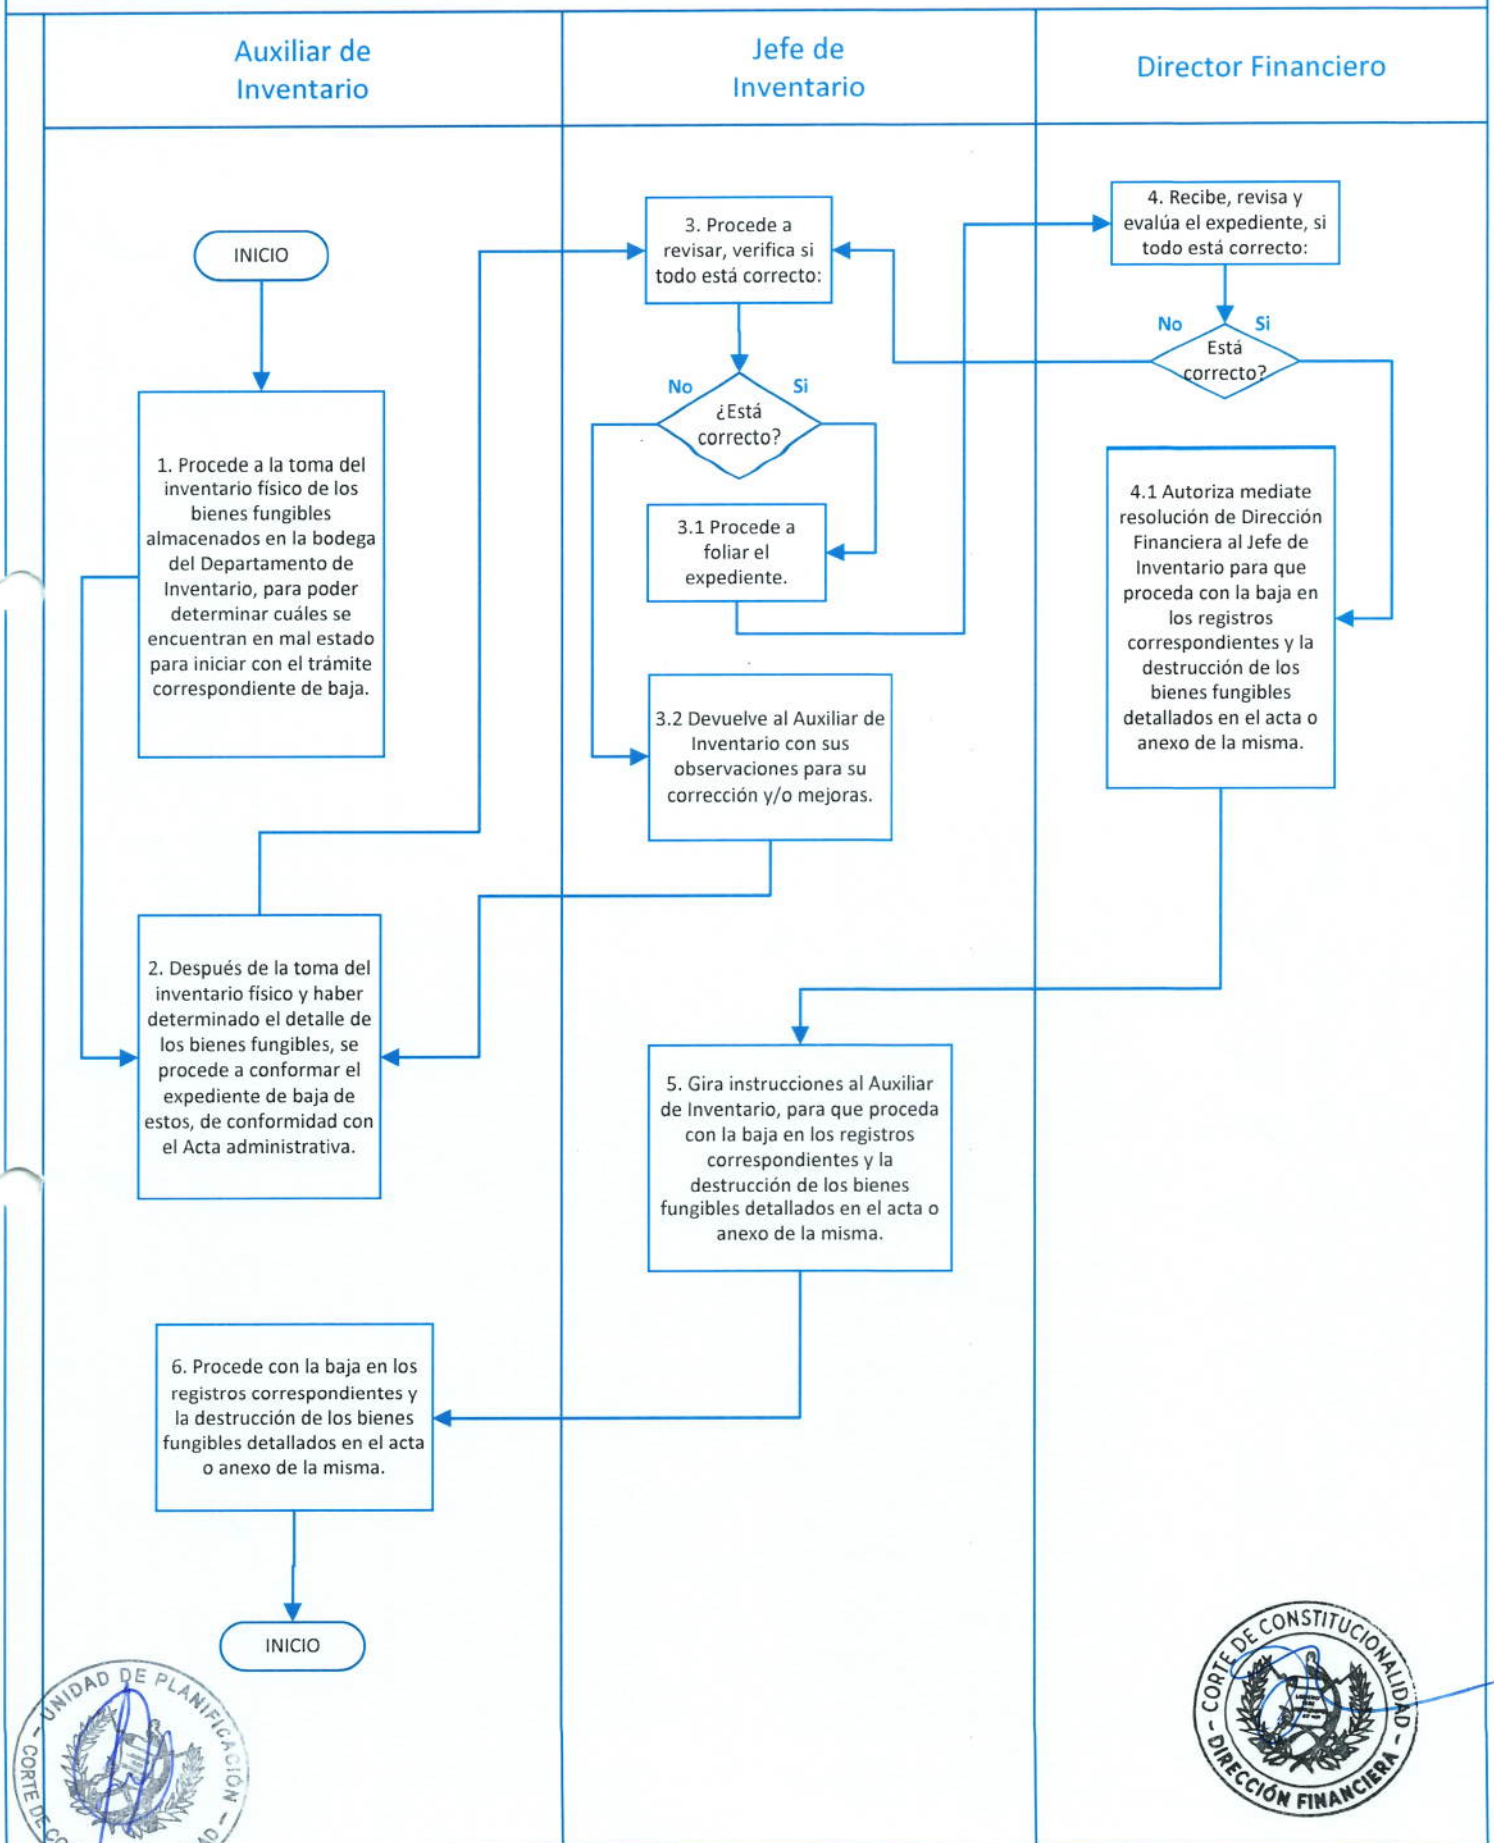 Auxiliar de
Inventario
Jefe de
Inventario
Director Financiero
INICIO
1. Procede a la toma del
inventario físico de los
bienes fungibles
almacenados en la bodega
del Departamento de
Inventario, para poder
determinar cuáles se
encuentran en mal estado
para iniciar con el trámite
correspondiente de baja.
2. Después de la toma del
inventario físico y haber
determinado el detalle de
los bienes fungibles, se
procede a conformar el
expediente de baja de
estos, de conformidad con
el Acta administrativa.
3. Procede a
revisar, verifica si
todo está correcto:
No
Si
¿Está
correcto?
3.1 Procede a
foliar el
expediente.
3.2 Devuelve al Auxiliar de
Inventario con sus
observaciones para su
corrección y/o mejoras.
4. Recibe, revisa y
evalúa el expediente, si
todo está correcto:
No
Si
Está
correcto?
4.1 Autoriza mediate
resolución de Dirección
Financiera al Jefe de
Inventario para que
proceda con la baja en
los registros
correspondientes y la
destrucción de los
bienes fungibles
detallados en el acta o
anexo de la misma.
5. Gira instrucciones al Auxiliar
de Inventario, para que proceda
con la baja en los registros
correspondientes y la
destrucción de los bienes
fungibles detallados en el acta o
anexo de la misma.
6. Procede con la baja en los
registros correspondientes y
la destrucción de los bienes
fungibles detallados en el acta
o anexo de la misma.
INICIO
- UNIDAD DE PLANIFICACIÓN -
CORTE DE
- CORTE DE CONSTITUCIONALIDAD -
DIRECCIÓN FINANCIERA